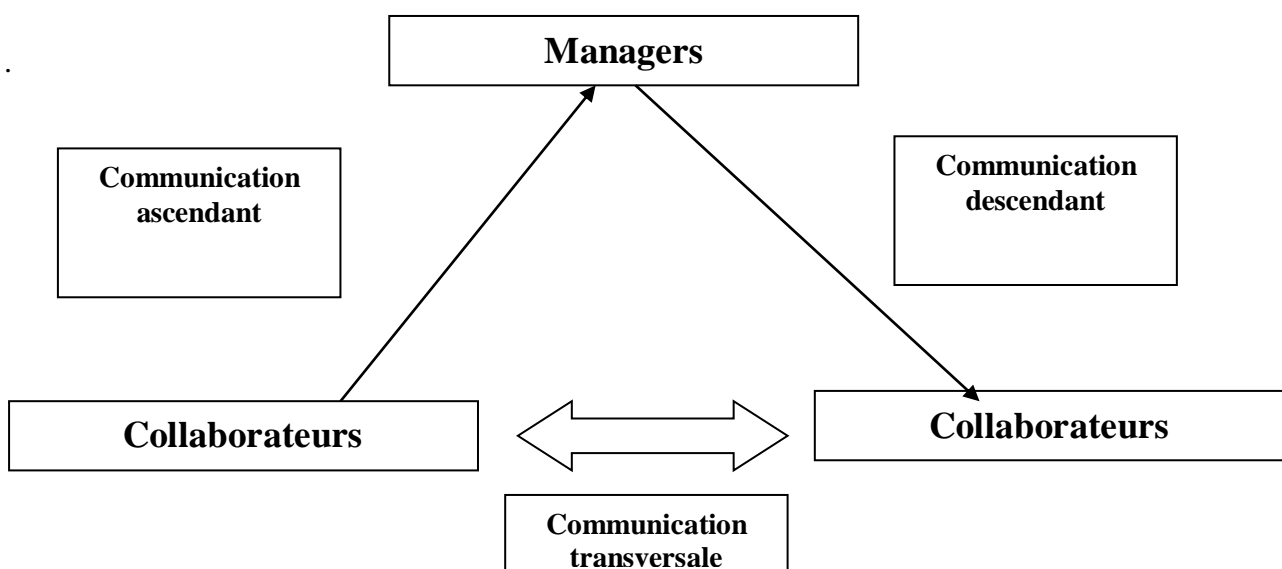 Managers
.
Communication
ascendant
Communication
descendant
Collaborateurs
Collaborateurs
Communication
transversale